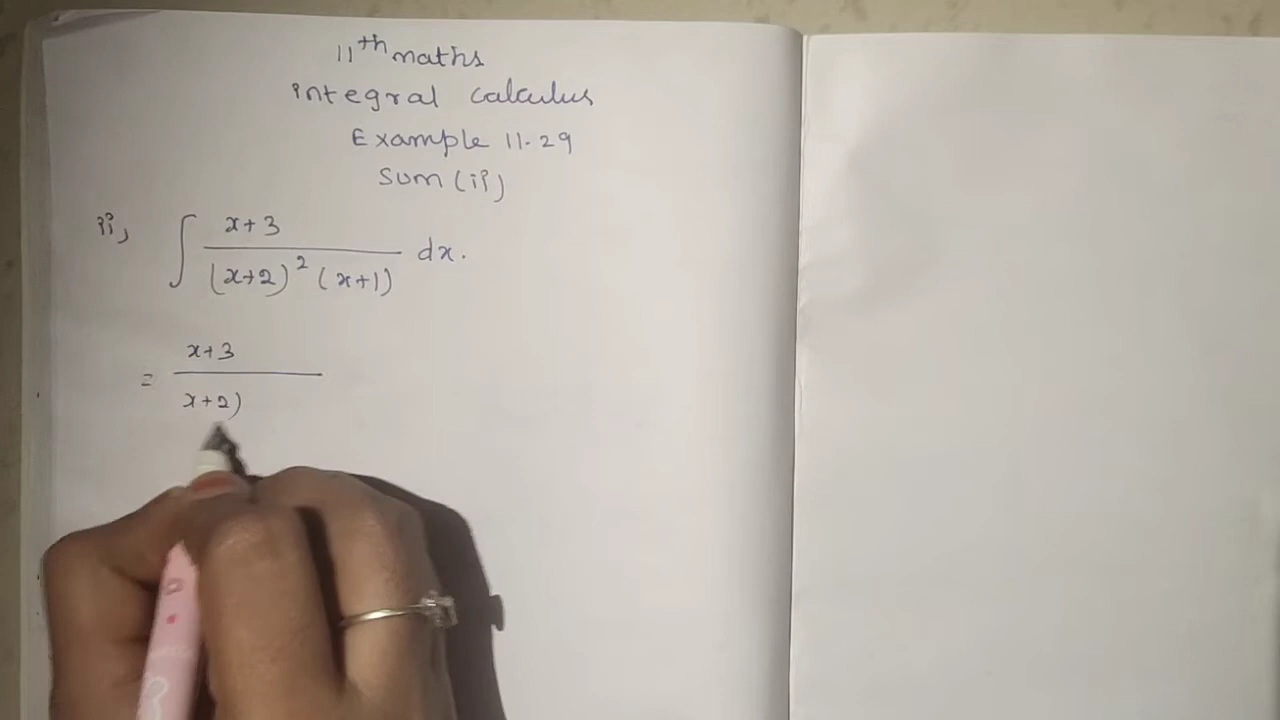 11th maths
integral calculus
Example 11.29
Sum (ii)
ii, ∫ x+3 / (x+2)² (x+1) dx.
= x+3 / x+2)